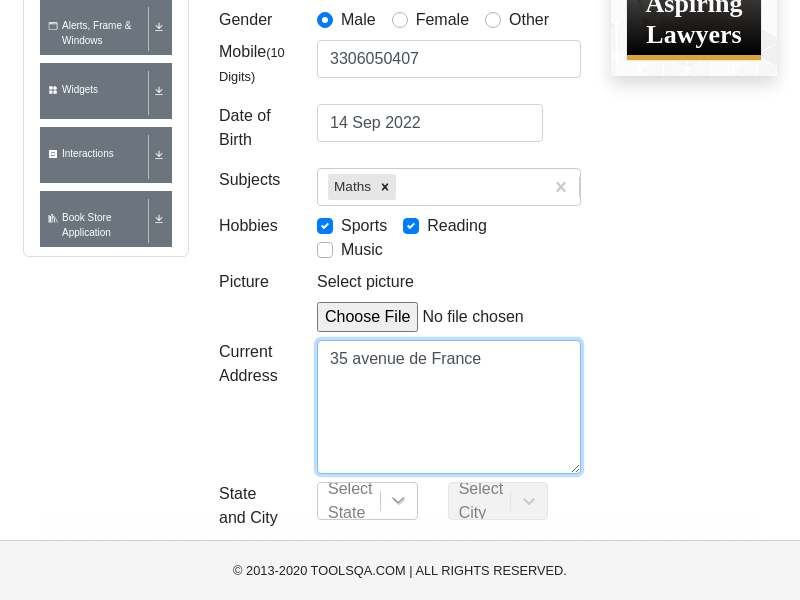 Alerts, Frame &
Windows
Widgets
Interactions
Book Store
Application
Gender
Male
Female
Other
Mobile(10
Digits)
3306050407
Date of
Birth
14 Sep 2022
Subjects
Maths
Hobbies
Sports
Reading
Music
Picture
Select picture
Choose File
No file chosen
Current
Address
35 avenue de France
State
and City
Select
State
Select
City
Aspiring
Lawyers
© 2013-2020 TOOLSQA.COM | ALL RIGHTS RESERVED.